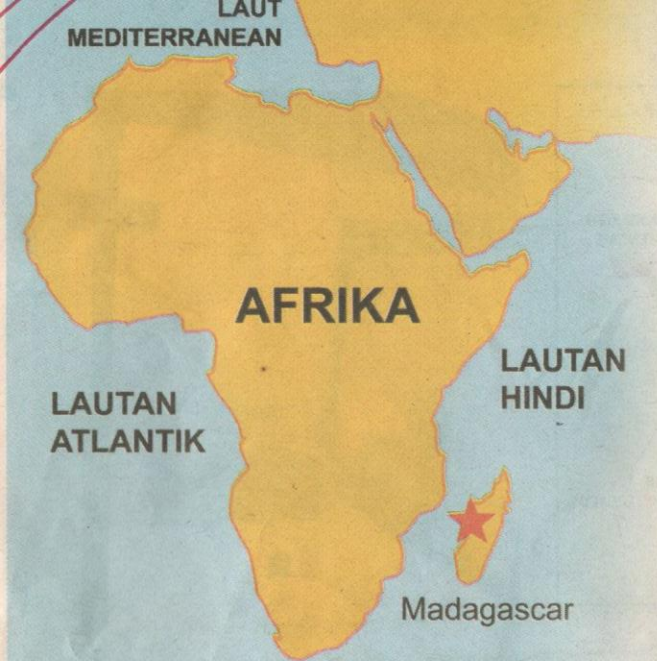 LAUT
MEDITERRANEAN
AFRIKA
LAUTAN
HINDI
LAUTAN
ATLANTIK
Madagascar